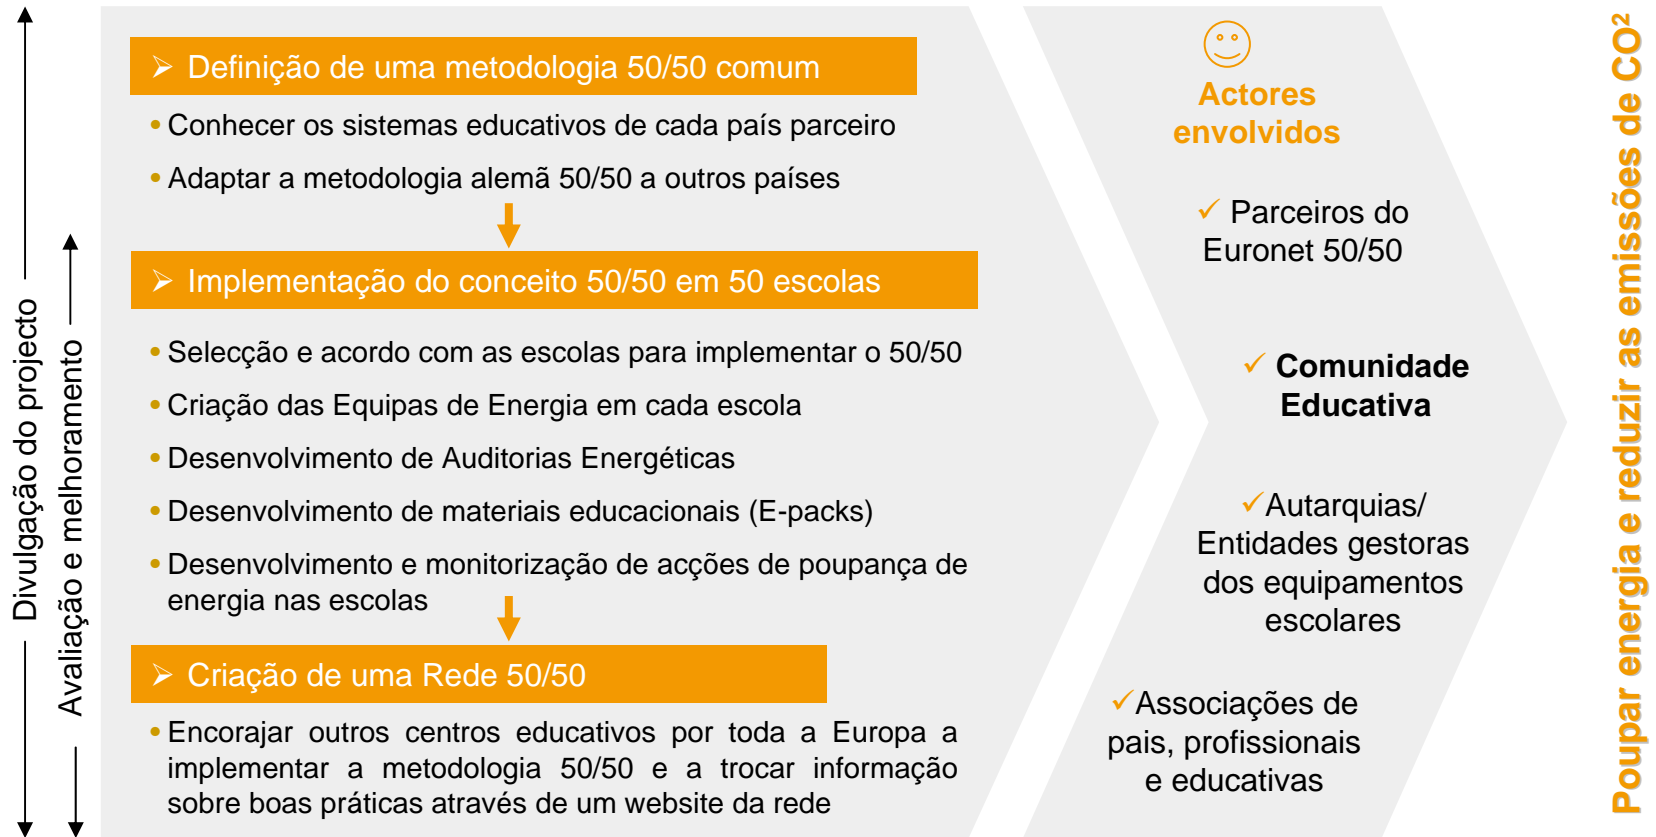 Divulgação do projecto
Avaliação e melhoramento
Definição de uma metodologia 50/50 comum
• Conhecer os sistemas educativos de cada país parceiro
• Adaptar a metodologia alemã 50/50 a outros países
Implementação do conceito 50/50 em 50 escolas
• Selecção e acordo com as escolas para implementar o 50/50
• Criação das Equipas de Energia em cada escola
• Desenvolvimento de Auditorias Energéticas
• Desenvolvimento de materiais educacionais (E-packs)
• Desenvolvimento e monitorização de acções de poupança de
energia nas escolas
Criação de uma Rede 50/50
• Encorajar outros centros educativos por toda a Europa a
implementar a metodologia 50/50 e a trocar informação
sobre boas práticas através de um website da rede
Actores
envolvidos
✓ Parceiros do
Euronet 50/50
✓ Comunidade
Educativa
✓Autarquias/
Entidades gestoras
dos equipamentos
escolares
✓Associações de
pais, profissionais
e educativas
Poupar energia e reduzir as emissões de CO²